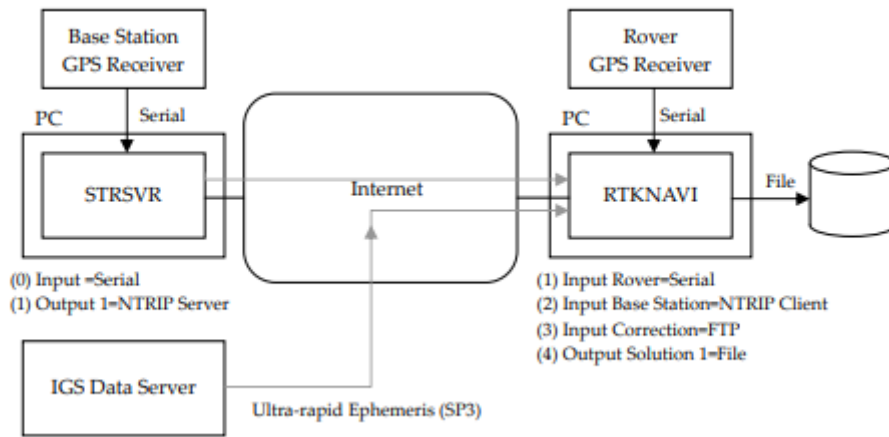 Base Station
GPS Receiver
Rover
GPS Receiver
PC
Serial
PC
Serial
STRSVR
Internet
RTKNAVI
File
(0) Input =Serial
(1) Output 1=NTRIP Server
(1) Input Rover=Serial
(2) Input Base Station=NTRIP Client
(3) Input Correction=FTP
(4) Output Solution 1=File
IGS Data Server
Ultra-rapid Ephemeris (SP3)